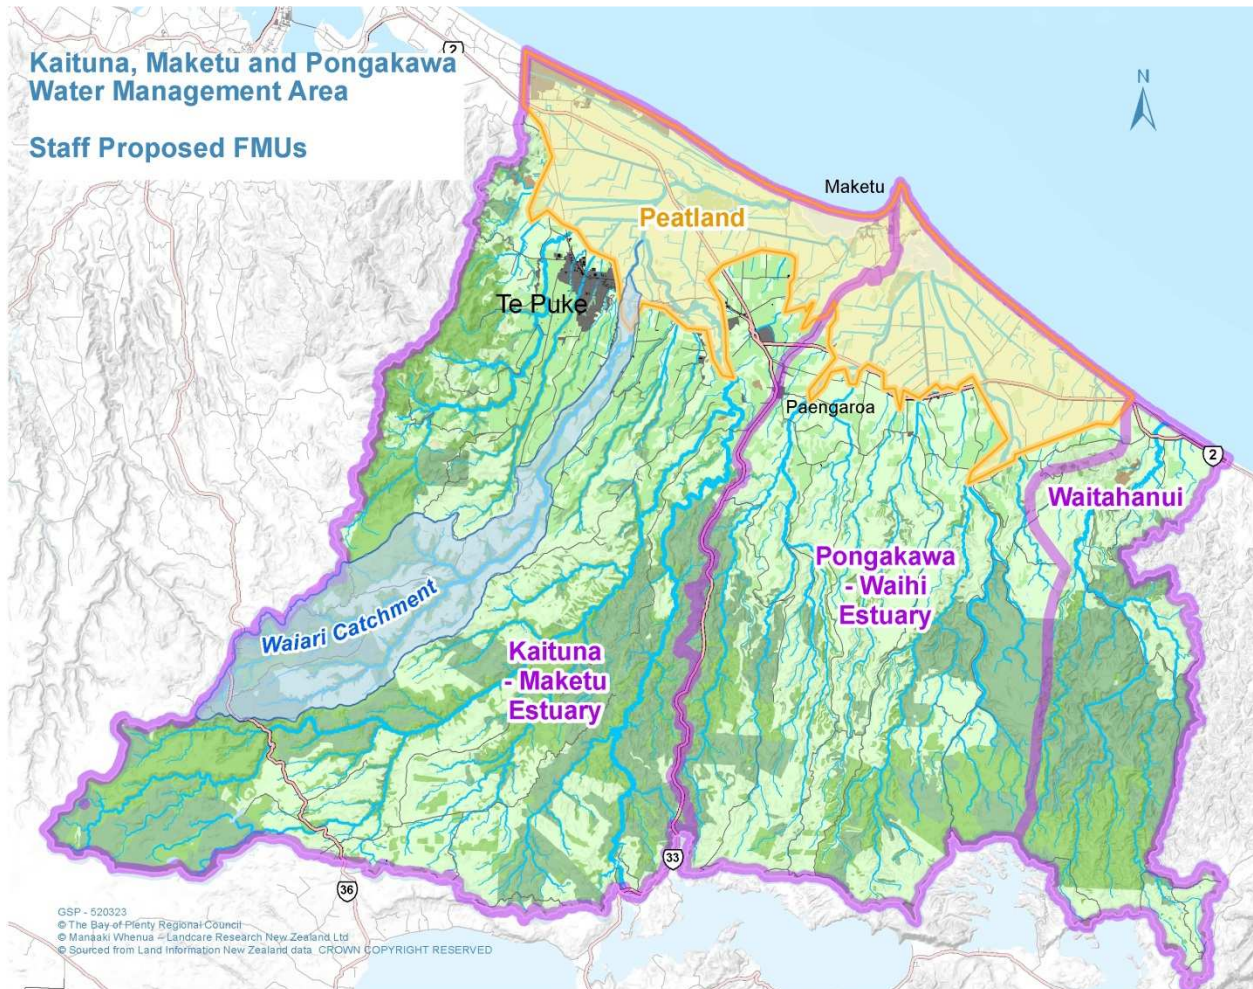 Kaituna, Maketu and Pongakawa
Water Management Area
Staff Proposed FMUs
2
N
Maketu
Peatland
Te Puke
Paengaroa
2
Waitahanui
Pongakawa
- Waihi
Estuary
Waiari Catchment
Kaituna
- Maketu
Estuary
33
36
GSP - 520323
© The Bay of Plenty Regional Council
© Manaaki Whenua – Landcare Research New Zealand Ltd
© Sourced from Land Information New Zealand data CROWN COPYRIGHT RESERVED